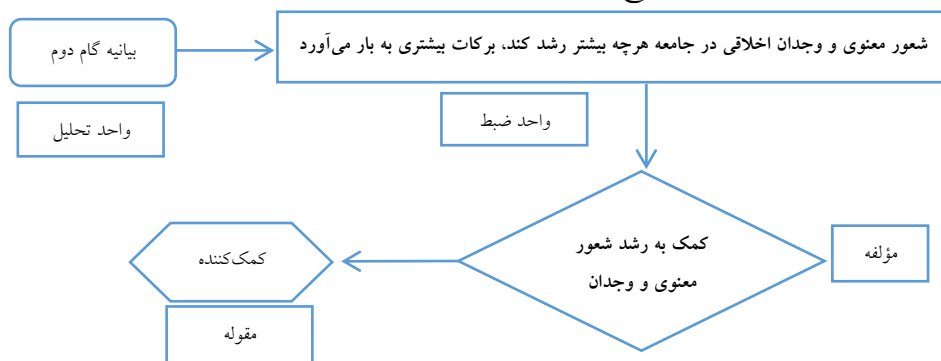 بیانیه گام دوم
شعور معنوی و وجدان اخلاقی در جامعه هرچه بیشتر رشد کند، برکات بیشتری به بار می‌آورد
واحد تحلیل
واحد ضبط
کمک به رشد شعور
معنوی و وجدان
مؤلفه
کمک‌کننده
مقوله